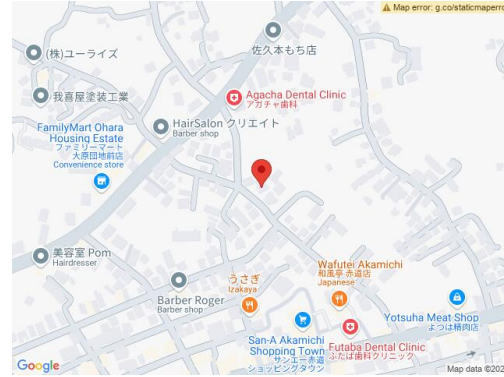 Map error: g.co/staticmaperro
佐久本もち店
(株)ユーライズ
我喜屋塗装工業
Agacha Dental Clinic
アガチャ歯科
HairSalon クリエイト
Barber shop
FamilyMart Ohara
Housing Estate
ファミリーマート
大原団地前店
Convenience store
美容室 Pom
Hairdresser
うさぎ
Izakaya
Wafutei Akamichi
和風亭 赤道店
Japanese
Barber Roger
Barber shop
Yotsuha Meat Shop
よつは精肉店
San-A Akamichi
Shopping Town
サンエー赤道
ショッピングタウン
Futaba Dental Clinic
ふたば歯科クリニック
Google
Map data ©202